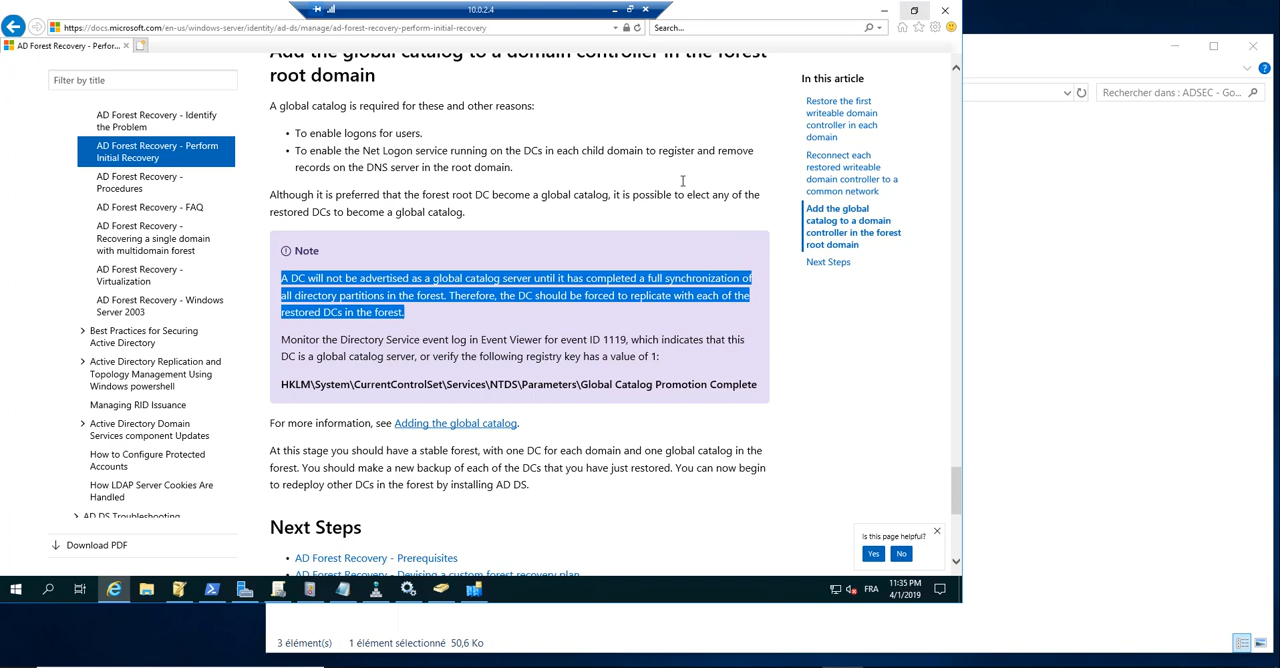 10.0.2.4
https://docs.microsoft.com/en-us/windows-server/identity/ad-ds/manage/ad-forest-recovery-perform-initial-recovery
Search...
AD Forest Recovery - Perfor...
Filter by title
AD Forest Recovery - Identify
the Problem
AD Forest Recovery - Perform
Initial Recovery
AD Forest Recovery -
Procedures
AD Forest Recovery - FAQ
AD Forest Recovery -
Recovering a single domain
with multidomain forest
AD Forest Recovery -
Virtualization
AD Forest Recovery - Windows
Server 2003
Best Practices for Securing
Active Directory
Active Directory Replication and
Topology Management Using
Windows powershell
Managing RID Issuance
Active Directory Domain
Services component Updates
How to Configure Protected
Accounts
How LDAP Server Cookies Are
Handled
AD DS Troubleshooting
Download PDF
Add the global catalog to a domain controller in the forest
root domain
A global catalog is required for these and other reasons:
• To enable logons for users.
• To enable the Net Logon service running on the DCs in each child domain to register and remove
records on the DNS server in the root domain.
Although it is preferred that the forest root DC become a global catalog, it is possible to elect any of the
restored DCs to become a global catalog.
Note
A DC will not be advertised as a global catalog server until it has completed a full synchronization of
all directory partitions in the forest. Therefore, the DC should be forced to replicate with each of the
restored DCs in the forest.
Monitor the Directory Service event log in Event Viewer for event ID 1119, which indicates that this
DC is a global catalog server, or verify the following registry key has a value of 1:
HKLM\System\CurrentControlSet\Services\NTDS\Parameters\Global Catalog Promotion Complete
For more information, see Adding the global catalog.
At this stage you should have a stable forest, with one DC for each domain and one global catalog in the
forest. You should make a new backup of each of the DCs that you have just restored. You can now begin
to redeploy other DCs in the forest by installing AD DS.
Next Steps
• AD Forest Recovery - Prerequisites
AD Forest Recovery - Devising a custom forest recovery plan
In this article
Restore the first
writeable domain
controller in each
domain
Reconnect each
restored writeable
domain controller to a
common network
Add the global
catalog to a domain
controller in the forest
root domain
Next Steps
Is this page helpful?
Yes
No
FRA
11:35 PM
4/1/2019
Rechercher dans : ADSEC - Go...
3 élément(s)
1 élément sélectionné 50,6 Ko